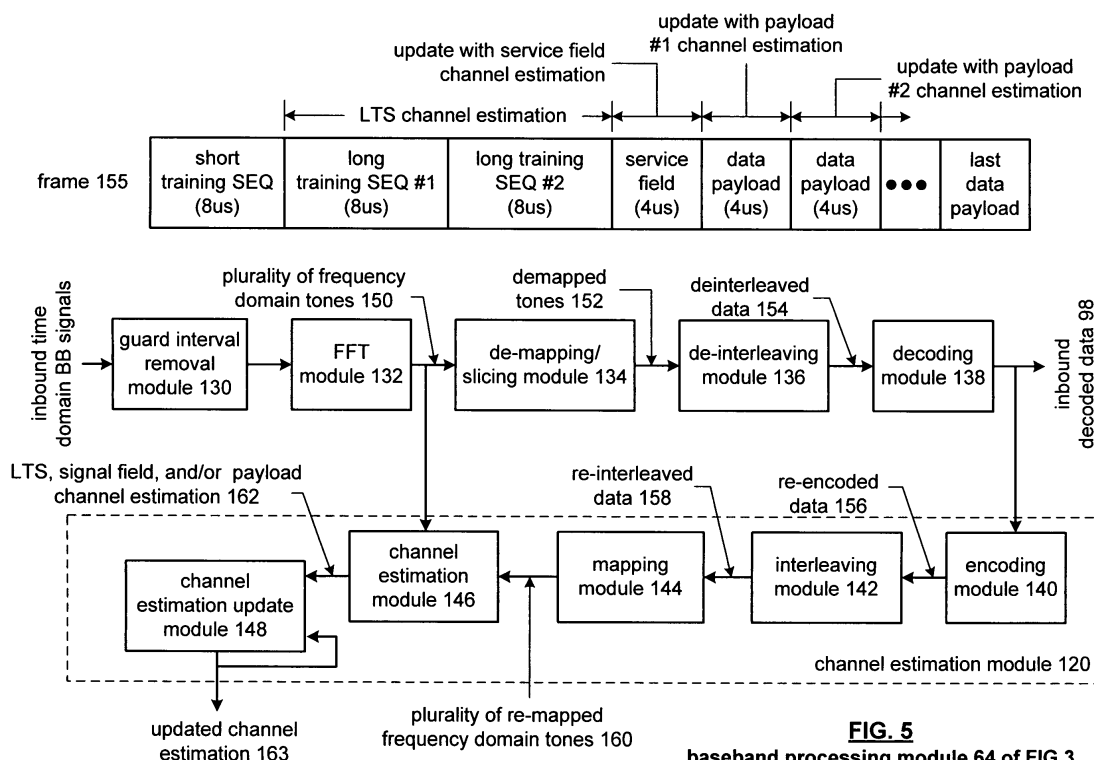 update with payload
#1 channel estimation
update with service field
channel estimation
update with payload
#2 channel estimation
LTS channel estimation
frame 155
short
training SEQ
(8us)
long
training SEQ #1
(8us)
long training
SEQ #2
(8us)
service
field
(4us)
data
payload
(4us)
data
payload
(4us)
●●●
last
data
payload
plurality of frequency
domain tones 150
demapped
tones 152
deinterleaved
data 154
inbound time
domain BB signals
guard interval
removal
module 130
FFT
module 132
de-mapping/
slicing module 134
de-interleaving
module 136
decoding
module 138
inbound
decoded data 98
LTS, signal field, and/or payload
channel estimation 162
re-interleaved
data 158
re-encoded
data 156
channel
estimation update
module 148
channel
estimation
module 146
mapping
module 144
interleaving
module 142
encoding
module 140
channel estimation module 120
updated channel
estimation 163
plurality of re-mapped
frequency domain tones 160
FIG. 5
baseband processing module 64 of FIG 3